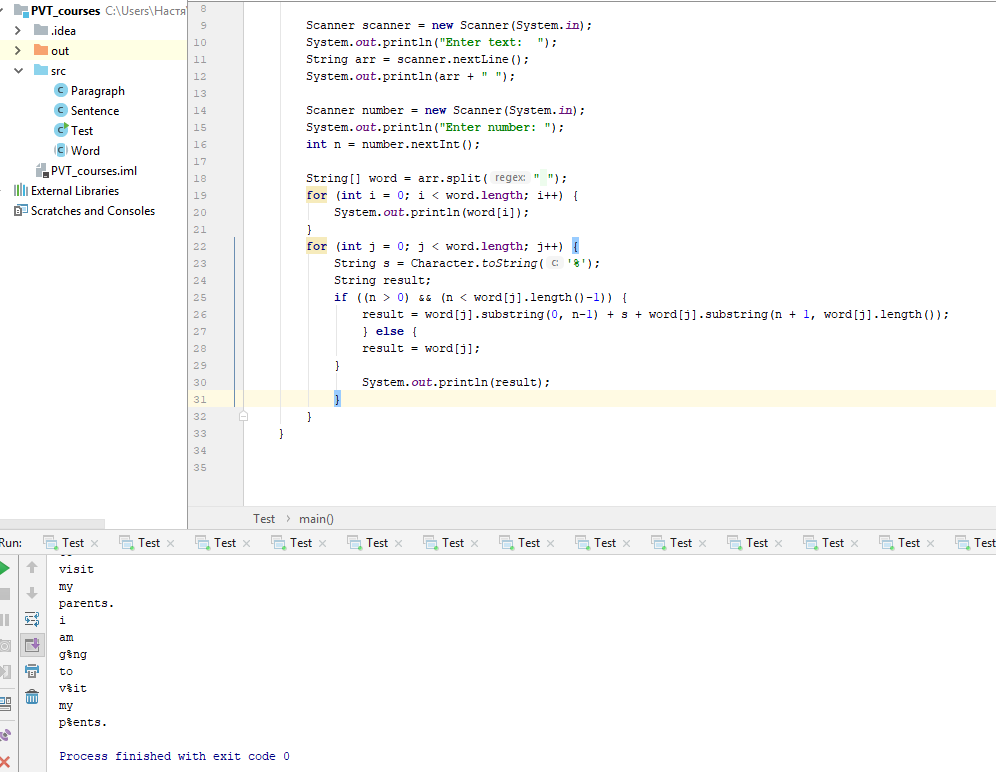 PVT_courses C:\Users\Настя
.idea
out
src
Paragraph
Sentence
Test
Word
PVT_courses.iml
External Libraries
Scratches and Consoles
8
9 Scanner scanner = new Scanner(System.in);
10 System.out.println("Enter text:  ");
11 String arr = scanner.nextLine();
12 System.out.println(arr + " ");
13
14 Scanner number = new Scanner(System.in);
15 System.out.println("Enter number: ");
16 int n = number.nextInt();
17
18 String[] word = arr.split( regex: " ");
19 for (int i = 0; i < word.length; i++) {
20 System.out.println(word[i]);
21 }
22 for (int j = 0; j < word.length; j++) {
23 String s = Character.toString( c: '%');
24 String result;
25 if ((n > 0) && (n < word[j].length()-1)) {
26 result = word[j].substring(0, n-1) + s + word[j].substring(n + 1, word[j].length());
27 } else {
28 result = word[j];
29 }
30 System.out.println(result);
31 }
32 }
33 }
34
35
Test › main()
Run: Test × Test × Test × Test × Test × Test × Test × Test × Test × Test × Test × Test × Test
visit
my
parents.
i
am
g%ng
to
v%it
my
p%ents.
Process finished with exit code 0